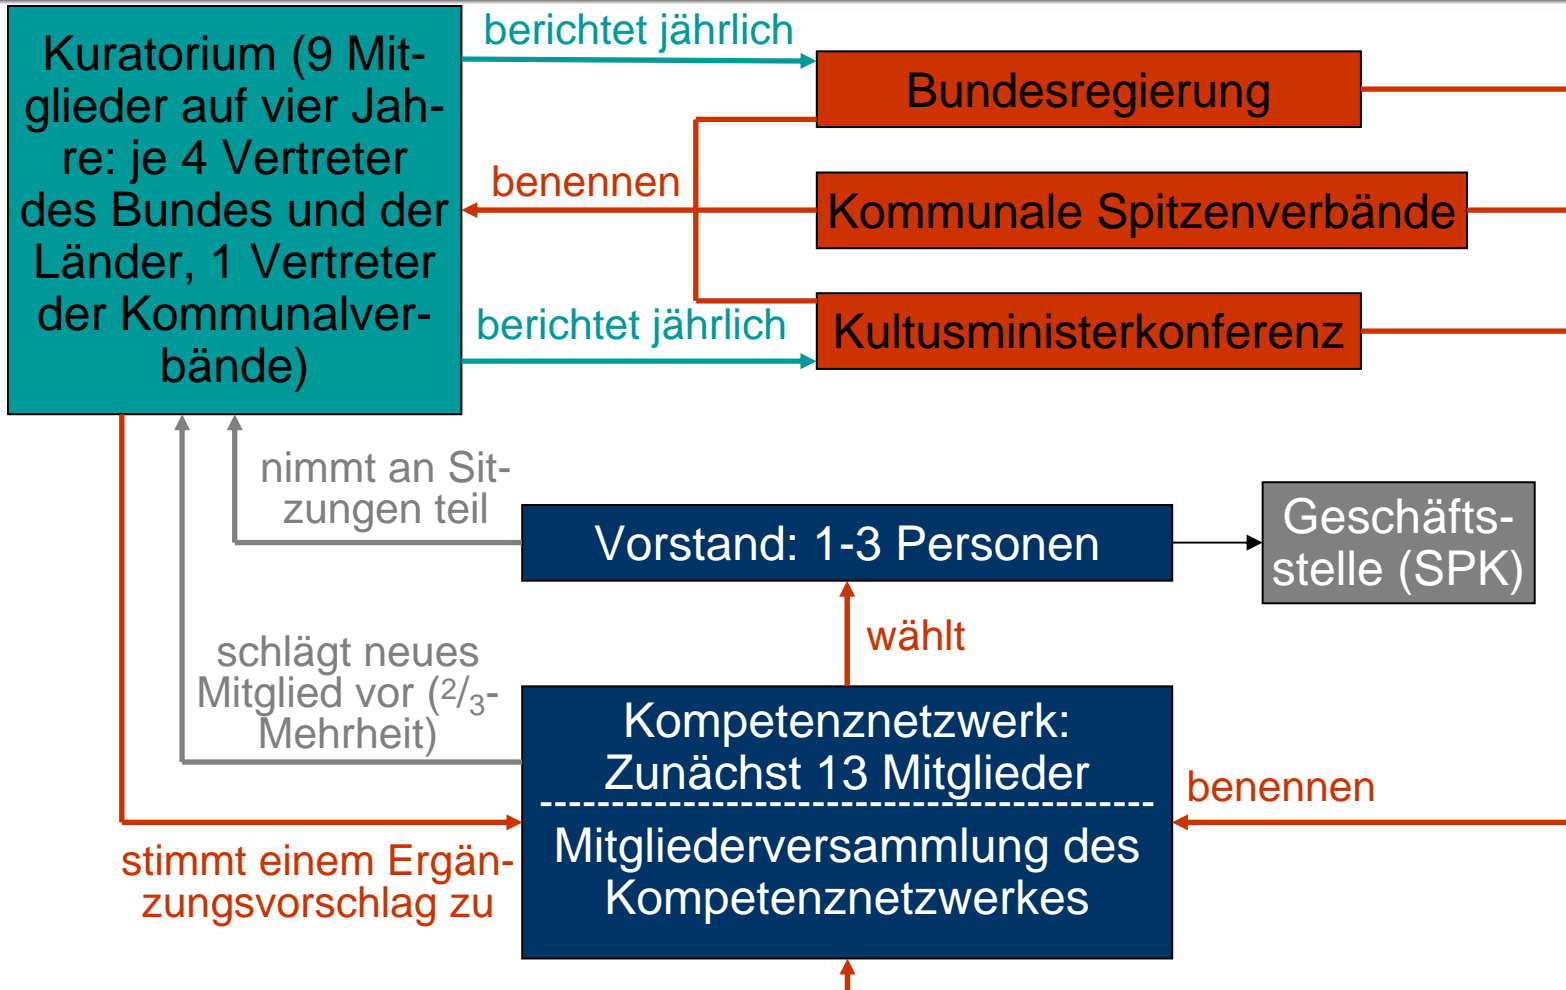 Kuratorium (9 Mit-
glieder auf vier Jah-
re: je 4 Vertreter
des Bundes und der
Länder, 1 Vertreter
der Kommunalver-
bände)
berichtet jährlich
Bundesregierung
benennen
Kommunale Spitzenverbände
berichtet jährlich
Kultusministerkonferenz
nimmt an Sit-
zungen teil
Vorstand: 1-3 Personen
Geschäfts-
stelle (SPK)
wählt
schlägt neues
Mitglied vor (2/3-
Mehrheit)
Kompetenznetzwerk:
Zunächst 13 Mitglieder
Mitgliederversammlung des
Kompetenznetzwerkes
benennen
stimmt einem Ergän-
zungsvorschlag zu